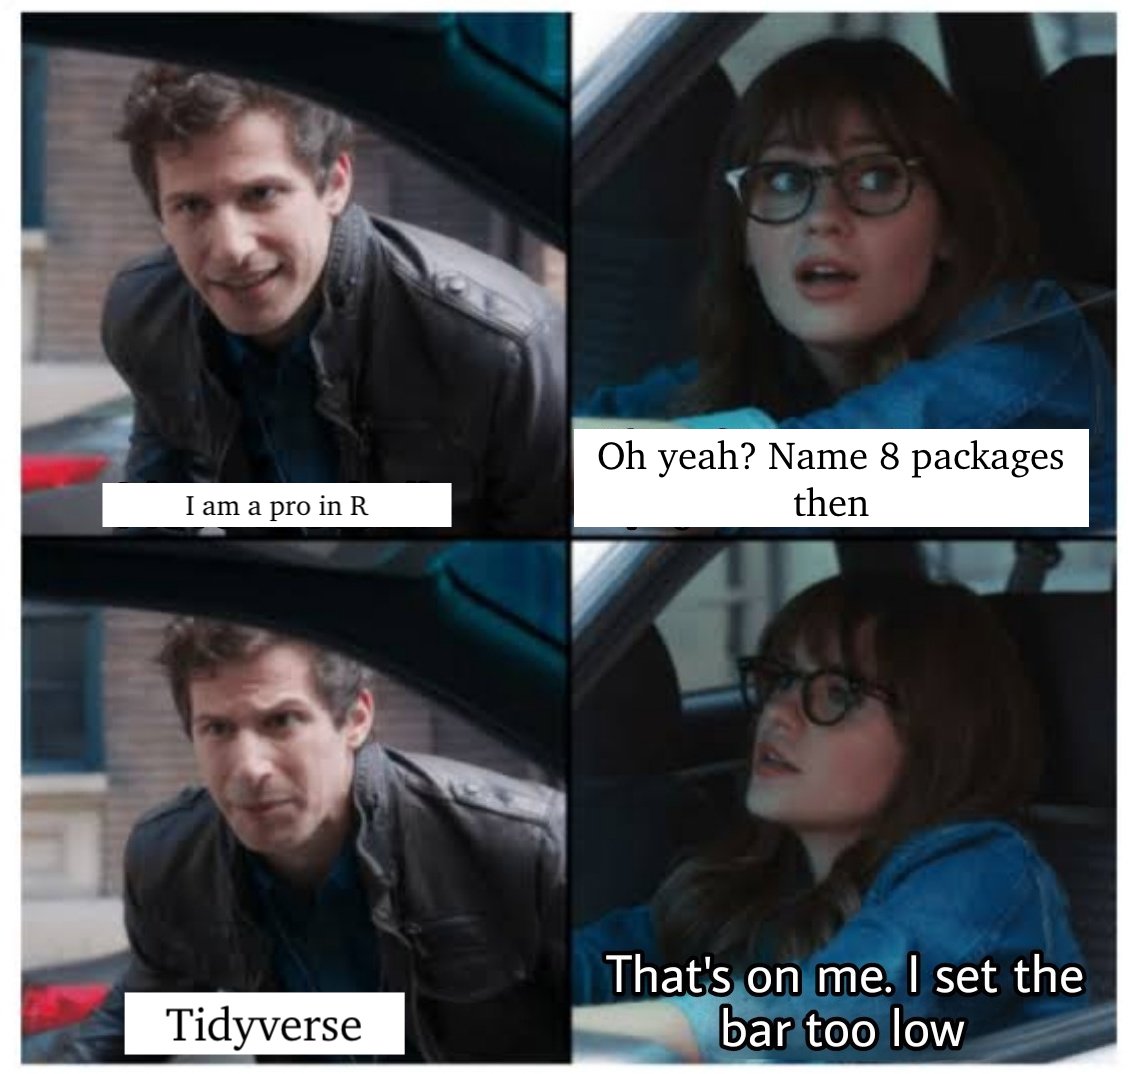 I am a pro in R
Oh yeah? Name 8 packages
then
Tidyverse
That's on me. I set the
bar too low